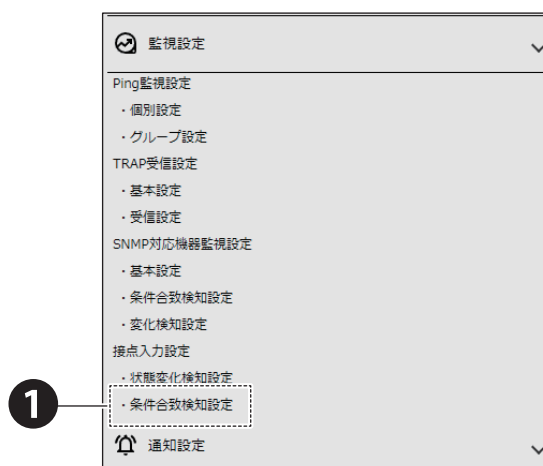 監視設定
Ping監視設定
・個別設定
・グループ設定
TRAP受信設定
・基本設定
・受信設定
SNMP対応機器監視設定
・基本設定
・条件合致検知設定
・変化検知設定
接点入力設定
・状態変化検知設定
1
・条件合致検知設定
通知設定